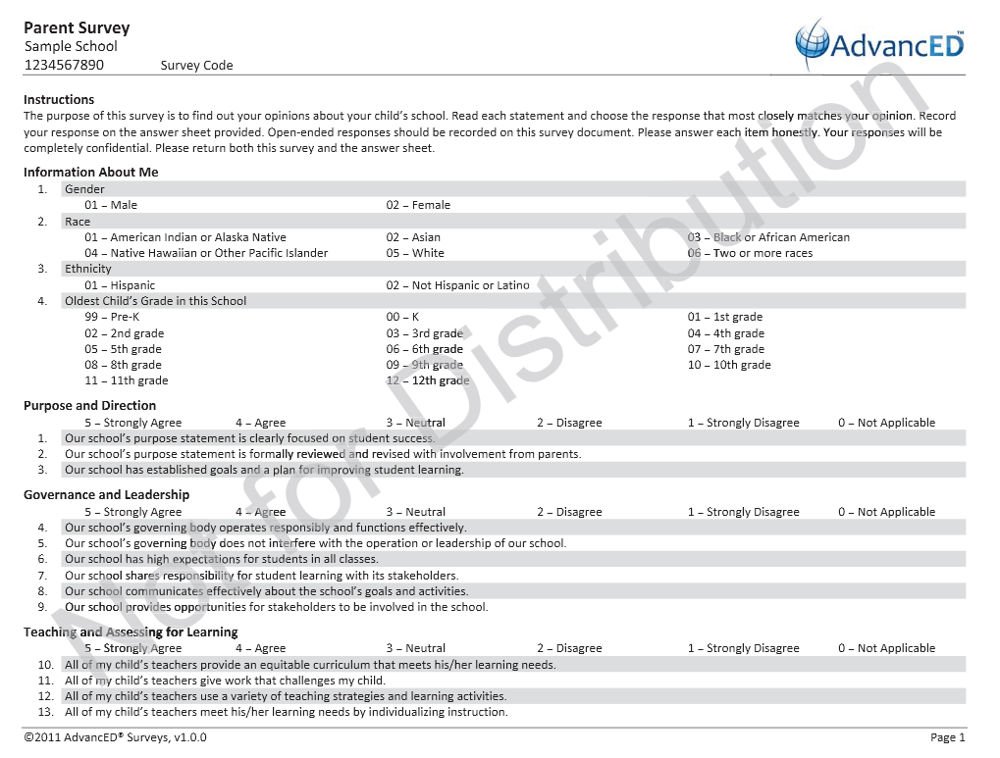 Parent Survey
Sample School
1234567890 Survey Code
AdvancED™
Instructions
The purpose of this survey is to find out your opinions about your child's school. Read each statement and choose the response that most closely matches your opinion. Record
your response on the answer sheet provided. Open-ended responses should be recorded on this survey document. Please answer each item honestly. Your responses will be
completely confidential. Please return both this survey and the answer sheet.
Information About Me
1. Gender
01 – Male 02 – Female
2. Race
01 – American Indian or Alaska Native 02 – Asian 03 – Black or African American
04 – Native Hawaiian or Other Pacific Islander 05 – White 06 – Two or more races
3. Ethnicity
01 – Hispanic 02 – Not Hispanic or Latino
4. Oldest Child's Grade in this School
99 – Pre-K 00 – K 01 – 1st grade
02 – 2nd grade 03 – 3rd grade 04 – 4th grade
05 – 5th grade 06 – 6th grade 07 – 7th grade
08 – 8th grade 09 – 9th grade 10 – 10th grade
11 – 11th grade 12 – 12th grade
Purpose and Direction
5 – Strongly Agree 4 – Agree 3 – Neutral 2 – Disagree 1 – Strongly Disagree 0 – Not Applicable
1. Our school's purpose statement is clearly focused on student success.
2. Our school's purpose statement is formally reviewed and revised with involvement from parents.
3. Our school has established goals and a plan for improving student learning.
Governance and Leadership
5 – Strongly Agree 4 – Agree 3 – Neutral 2 – Disagree 1 – Strongly Disagree 0 – Not Applicable
4. Our school's governing body operates responsibly and functions effectively.
5. Our school's governing body does not interfere with the operation or leadership of our school.
6. Our school has high expectations for students in all classes.
7. Our school shares responsibility for student learning with its stakeholders.
8. Our school communicates effectively about the school's goals and activities.
9. Our school provides opportunities for stakeholders to be involved in the school.
Teaching and Assessing for Learning
5 – Strongly Agree 4 – Agree 3 – Neutral 2 – Disagree 1 – Strongly Disagree 0 – Not Applicable
10. All of my child's teachers provide an equitable curriculum that meets his/her learning needs.
11. All of my child's teachers give work that challenges my child.
12. All of my child's teachers use a variety of teaching strategies and learning activities.
13. All of my child's teachers meet his/her learning needs by individualizing instruction.
©2011 AdvancED® Surveys, v1.0.0 Page 1
Not for Distribution